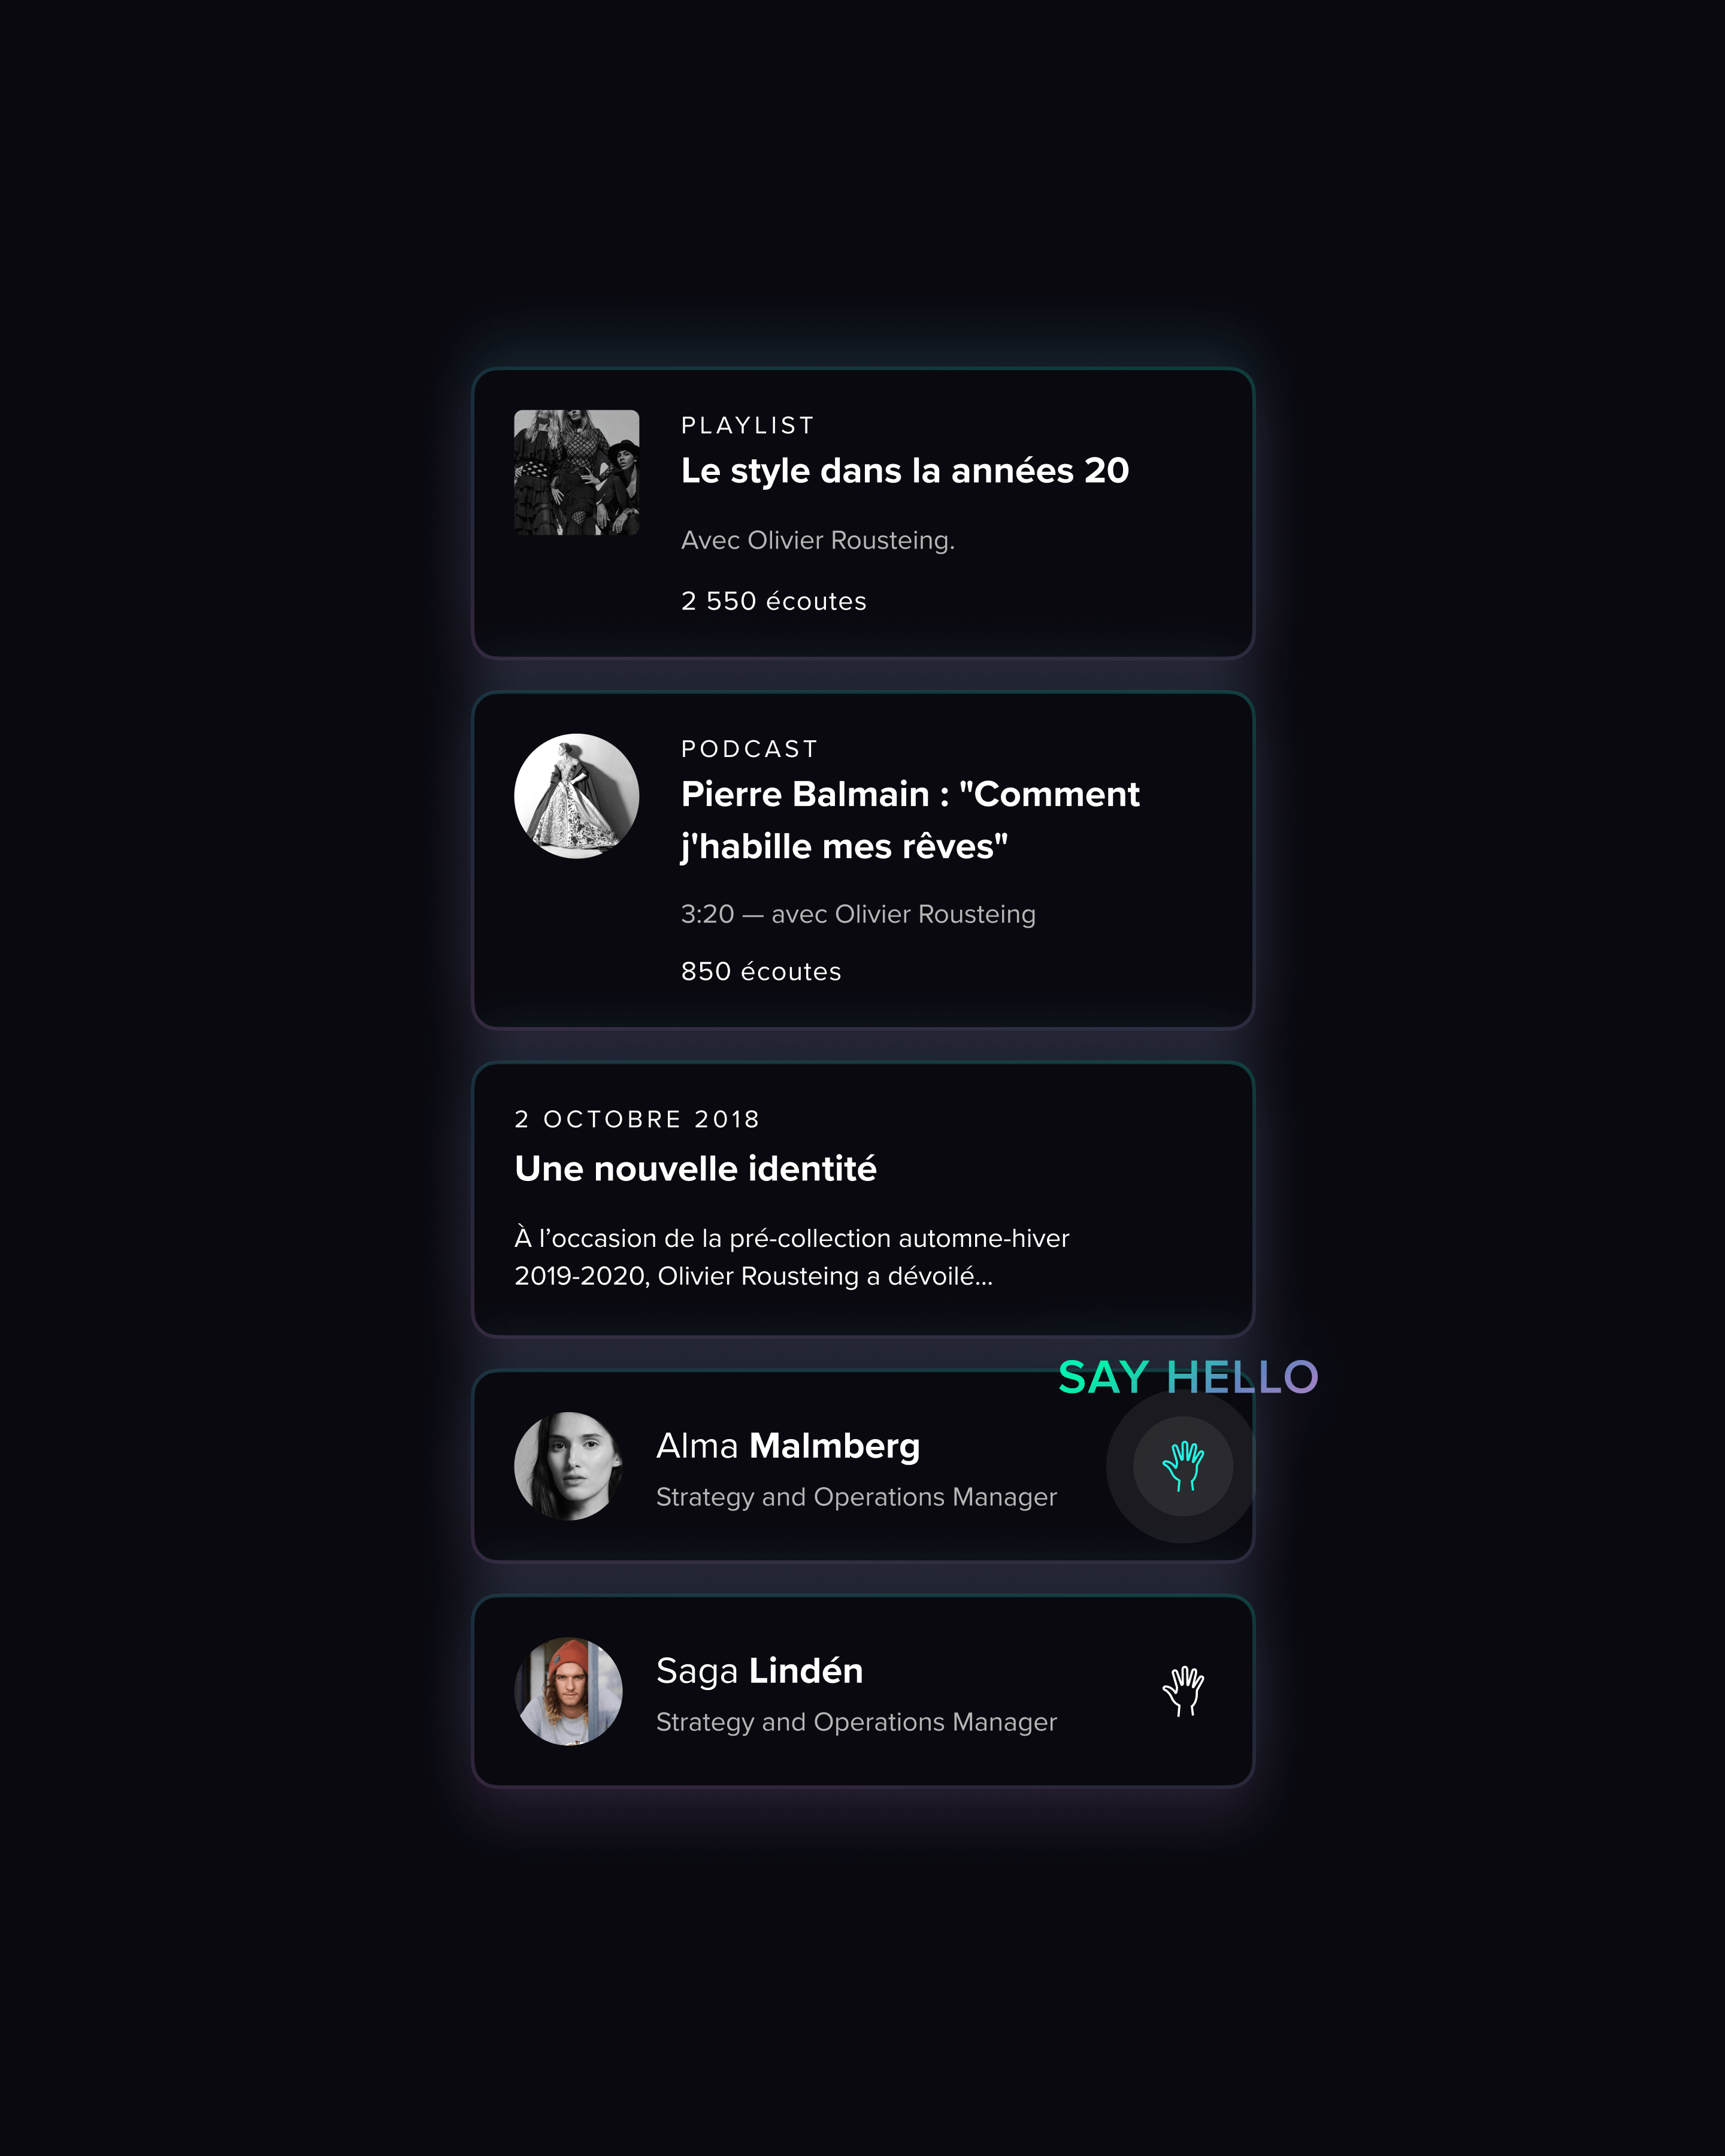 PLAYLIST
Le style dans la années 20
Avec Olivier Rousteing.
2 550 écoutes
PODCAST
Pierre Balmain : "Comment
j'habille mes rêves"
3:20 — avec Olivier Rousteing
850 écoutes
2 OCTOBRE 2018
Une nouvelle identité
À l’occasion de la pré-collection automne-hiver
2019-2020, Olivier Rousteing a dévoilé...
SAY HELLO
Alma Malmberg
Strategy and Operations Manager
Saga Lindén
Strategy and Operations Manager